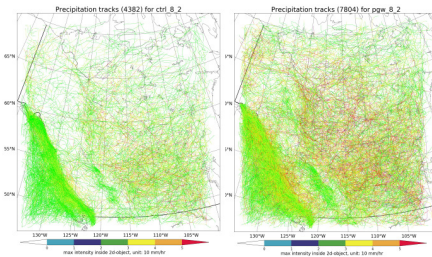 Precipitation tracks (4382) for ctrl_8_2
65°N
60°N
55°N
50°N
130°W 125°W 120°W 115°W 110°W 105°W
max intensity inside 2d-object, unit: 10 mm/hr
Precipitation tracks (7804) for pgw_8_2
130°W 125°W 120°W 115°W 110°W 105°W
max intensity inside 2d-object, unit: 10 mm/hr